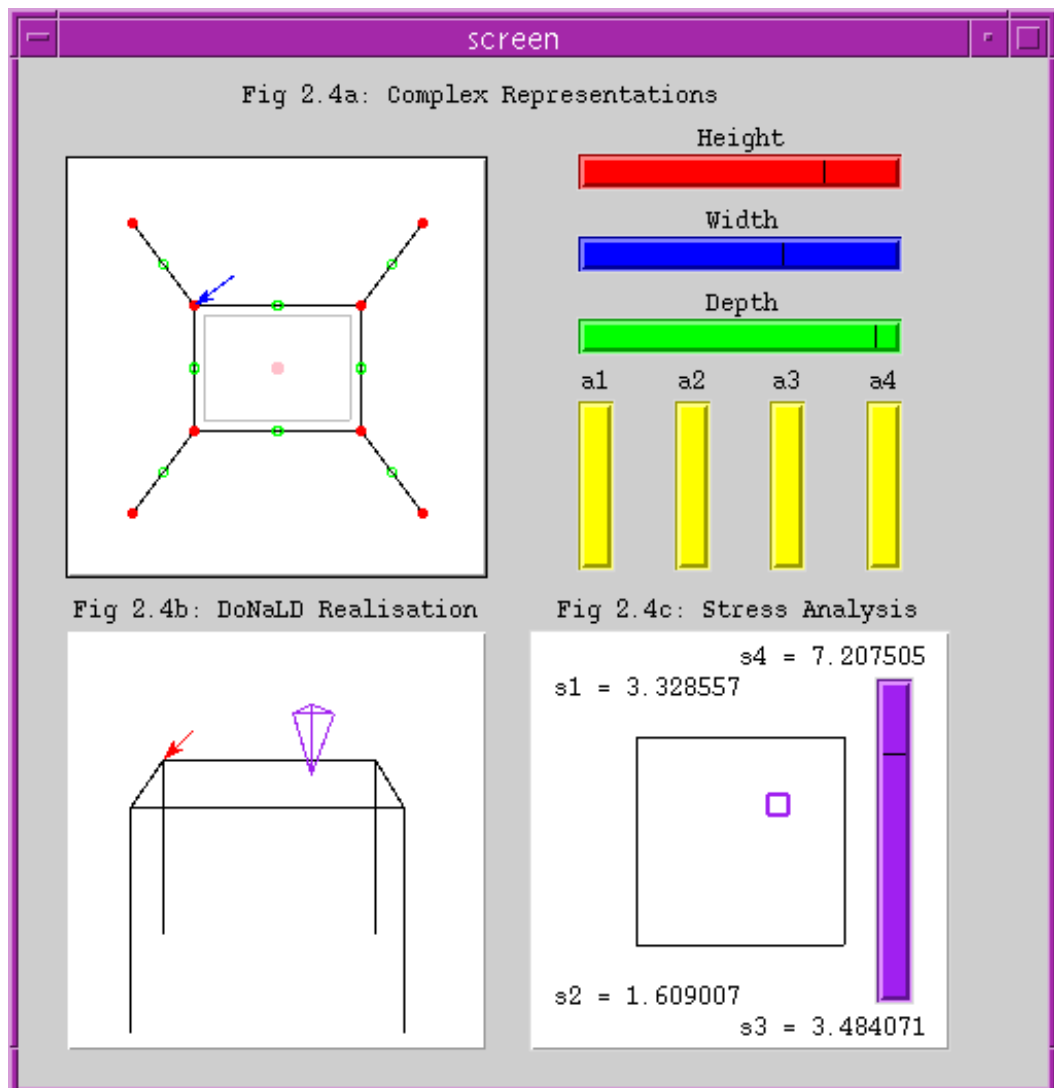 screen
Fig 2.4a: Complex Representations
Height
Width
Depth
a1 a2 a3 a4
Fig 2.4b: DoNaLD Realisation
Fig 2.4c: Stress Analysis
s4 = 7.207505
s1 = 3.328557
s2 = 1.609007
s3 = 3.484071